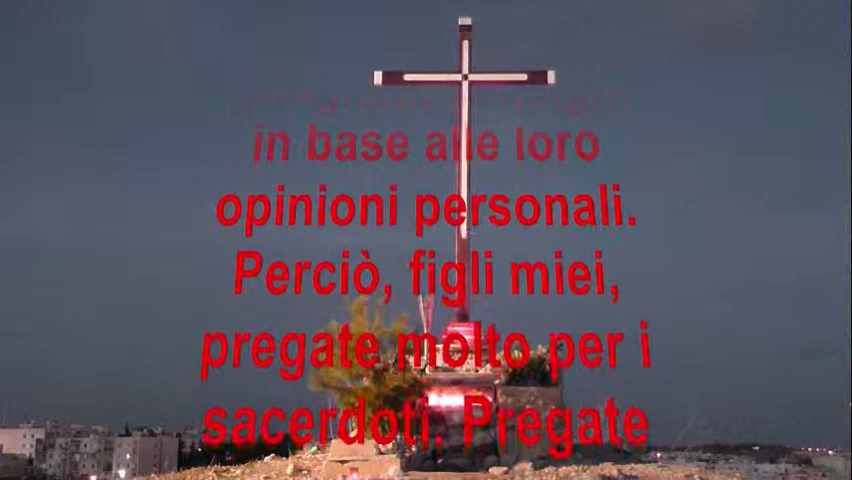 in base alle loro
opinioni personali.
Perciò, figli miei,
pregate molto per i
sacerdoti. Pregate